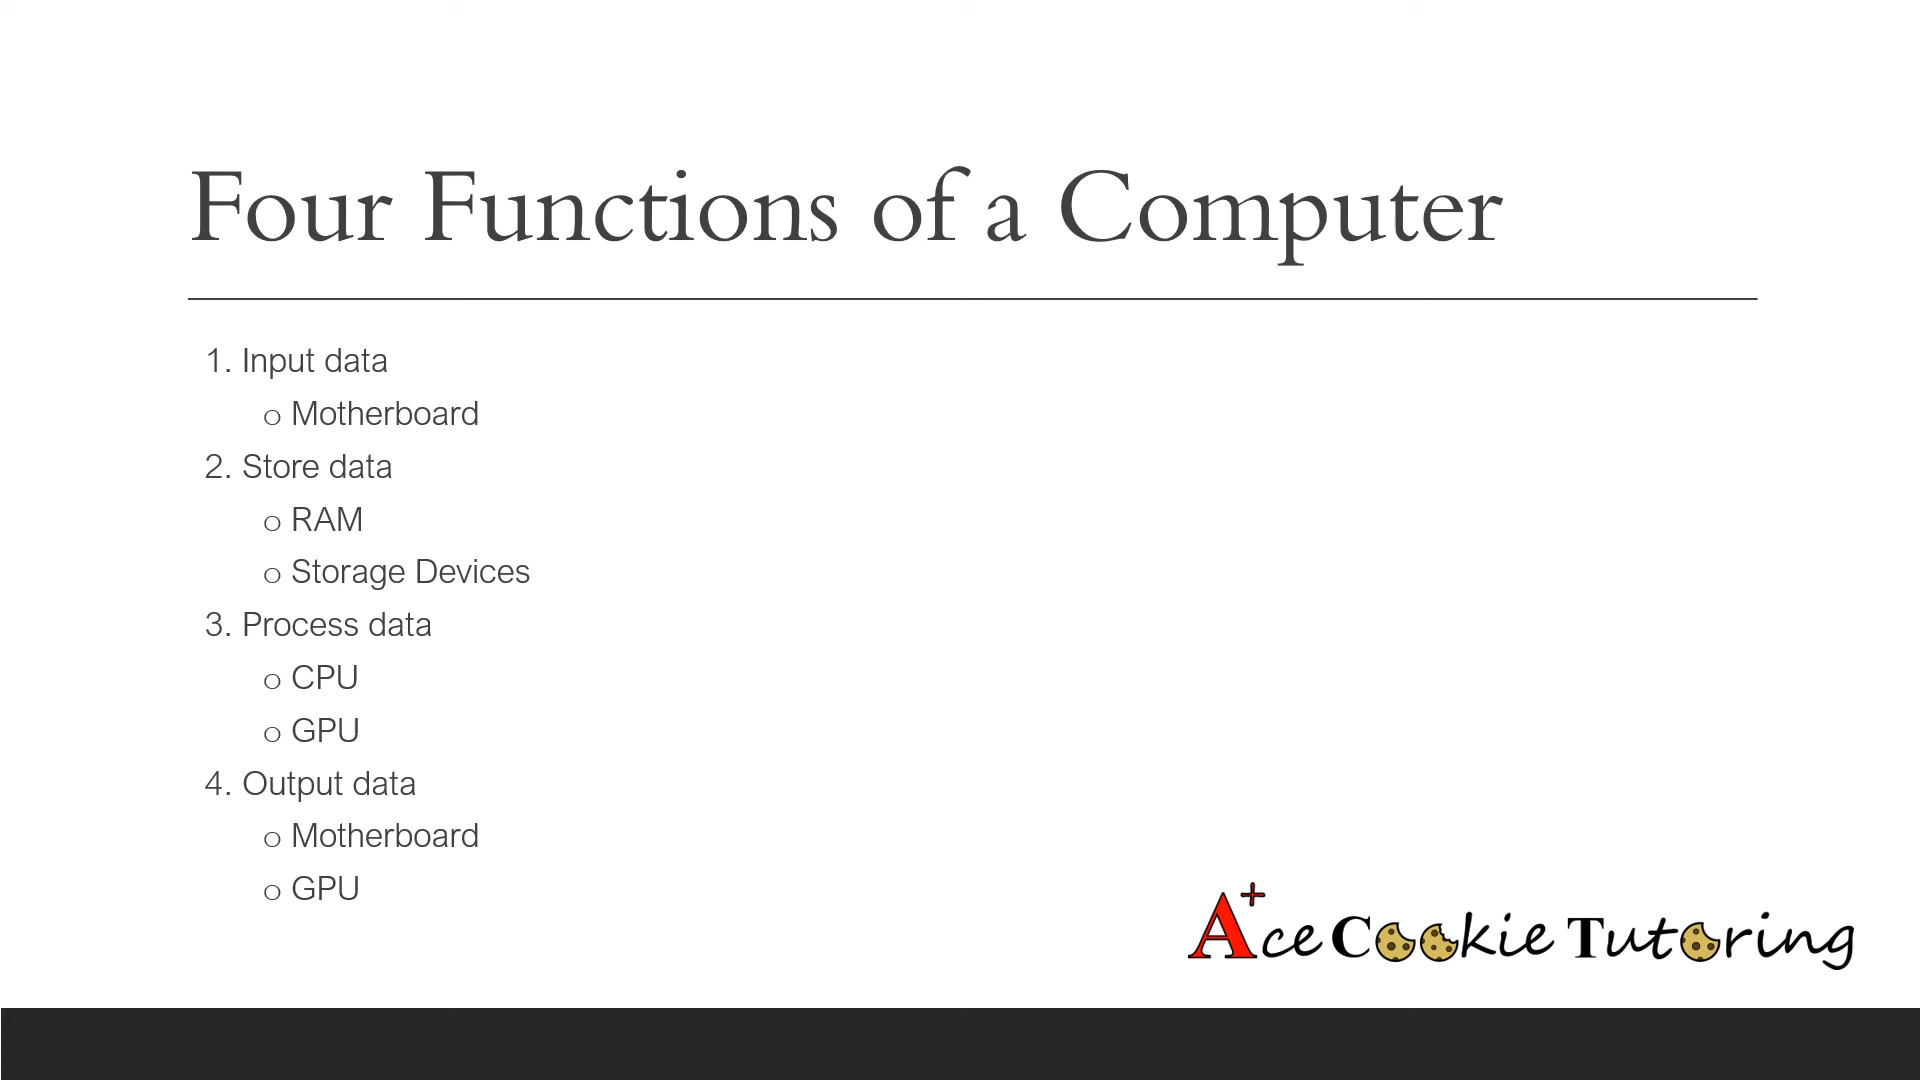 Four Functions of a Computer
1. Input data
o Motherboard
2. Store data
o RAM
o Storage Devices
3. Process data
o CPU
o GPU
4. Output data
o Motherboard
o GPU
A+ce Cookie Tutoring